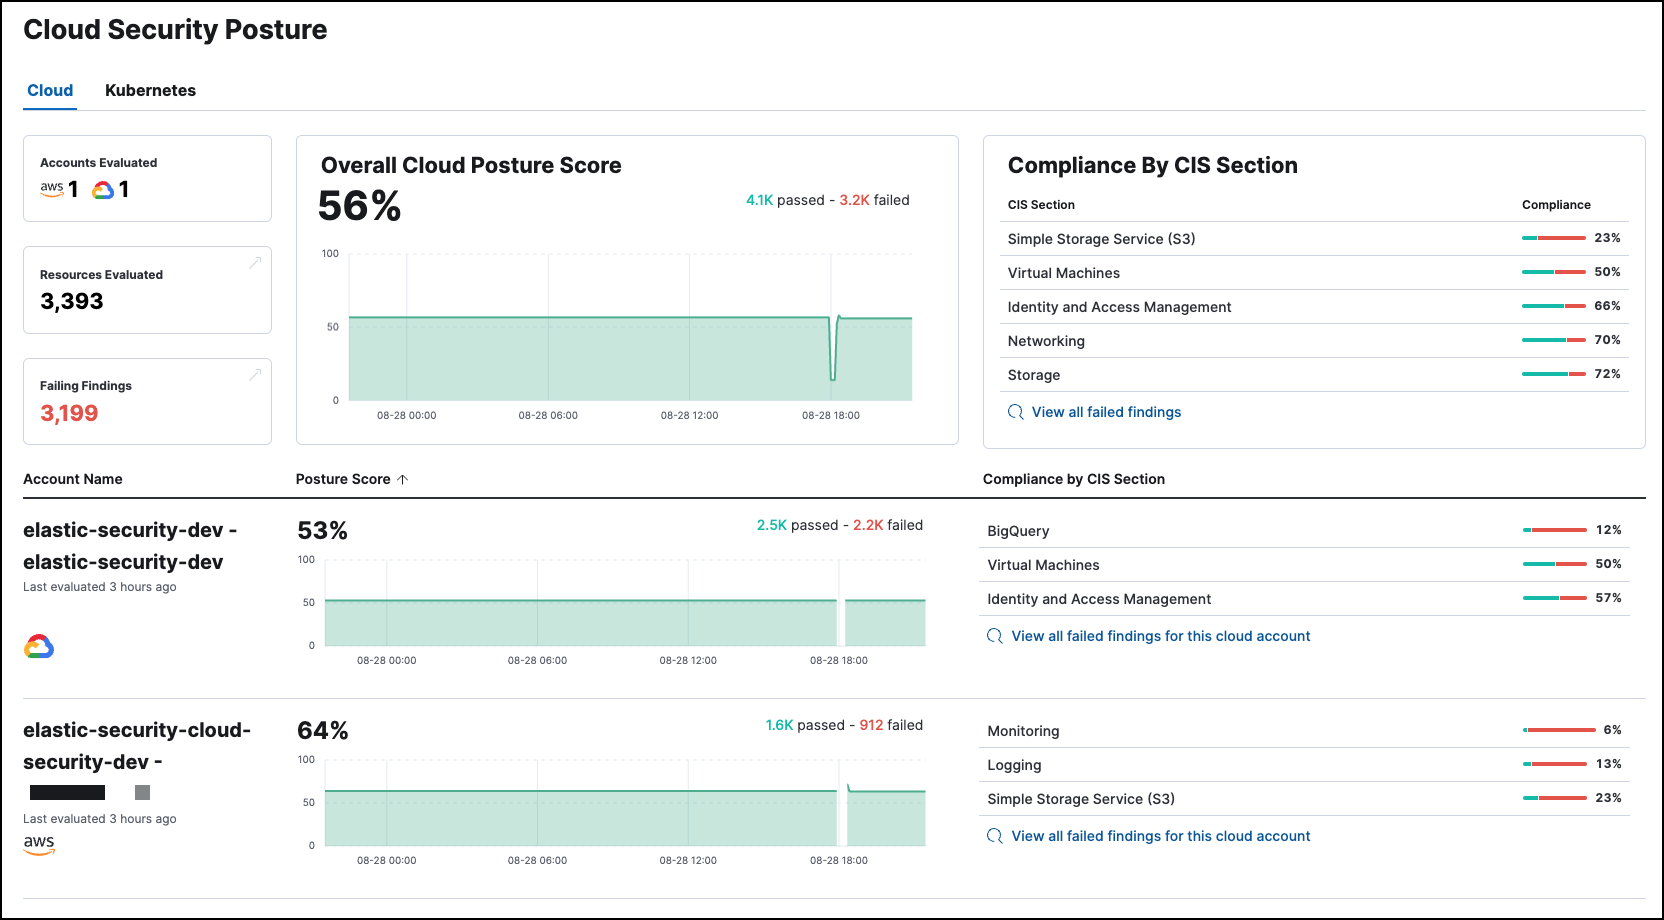 Cloud Security Posture
Cloud Kubernetes
Accounts Evaluated
aws 1 1
Resources Evaluated
3,393
Failing Findings
3,199
Overall Cloud Posture Score
56%
4.1K passed - 3.2K failed
100
50
0
08-28 00:00 08-28 06:00 08-28 12:00 08-28 18:00
Compliance By CIS Section
CIS Section Compliance
Simple Storage Service (S3) 23%
Virtual Machines 50%
Identity and Access Management 66%
Networking 70%
Storage 72%
View all failed findings
Account Name Posture Score Compliance by CIS Section
elastic-security-dev -
elastic-security-dev
Last evaluated 3 hours ago
53%
2.5K passed - 2.2K failed
100
50
0
08-28 00:00 08-28 06:00 08-28 12:00 08-28 18:00
BigQuery 12%
Virtual Machines 50%
Identity and Access Management 57%
View all failed findings for this cloud account
elastic-security-cloud-
security-dev -
Last evaluated 3 hours ago
aws
64%
1.6K passed - 912 failed
100
50
0
08-28 00:00 08-28 06:00 08-28 12:00 08-28 18:00
Monitoring 6%
Logging 13%
Simple Storage Service (S3) 23%
View all failed findings for this cloud account